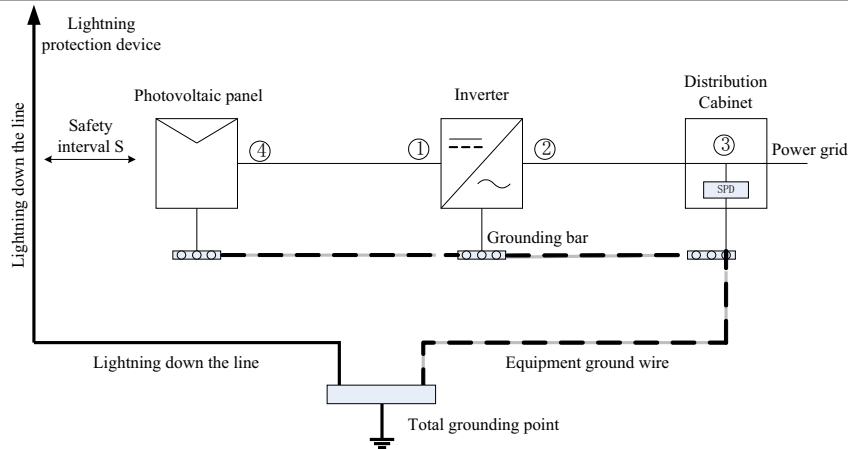 Lightning
protection device
Photovoltaic panel
Inverter
Distribution
Cabinet
Safety
interval S
Lightning down the line
④
①
②
③
Power grid
SPD
Grounding bar
Lightning down the line
Equipment ground wire
Total grounding point